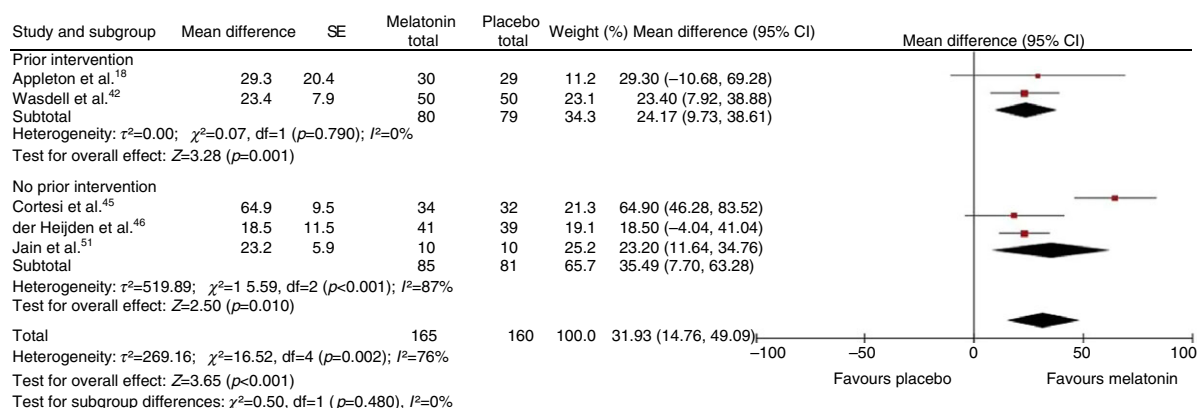 Study and subgroup Mean difference SE Melatonin total Placebo total Weight (%) Mean difference (95% CI) Mean difference (95% CI)
Prior intervention
Appleton et al.18 29.3 20.4 30 29 11.2 29.30 (−10.68, 69.28)
Wasdell et al.42 23.4 7.9 50 50 23.1 23.40 (7.92, 38.88)
Subtotal 80 79 34.3 24.17 (9.73, 38.61)
Heterogeneity: τ²=0.00; χ²=0.07, df=1 (p=0.790); I²=0%
Test for overall effect: Z=3.28 (p=0.001)
No prior intervention
Cortesi et al.45 64.9 9.5 34 32 21.3 64.90 (46.28, 83.52)
der Heijden et al.46 18.5 11.5 41 39 19.1 18.50 (−4.04, 41.04)
Jain et al.51 23.2 5.9 10 10 25.2 23.20 (11.64, 34.76)
Subtotal 85 81 65.7 35.49 (7.70, 63.28)
Heterogeneity: τ²=519.89; χ²=1 5.59, df=2 (p<0.001); I²=87%
Test for overall effect: Z=2.50 (p=0.010)
Total 165 160 100.0 31.93 (14.76, 49.09)
Heterogeneity: τ²=269.16; χ²=16.52, df=4 (p=0.002); I²=76%
Test for overall effect: Z=3.65 (p<0.001)
Test for subgroup differences: χ²=0.50, df=1 (p=0.480), I²=0%
−100 −50 0 50 100
Favours placebo Favours melatonin